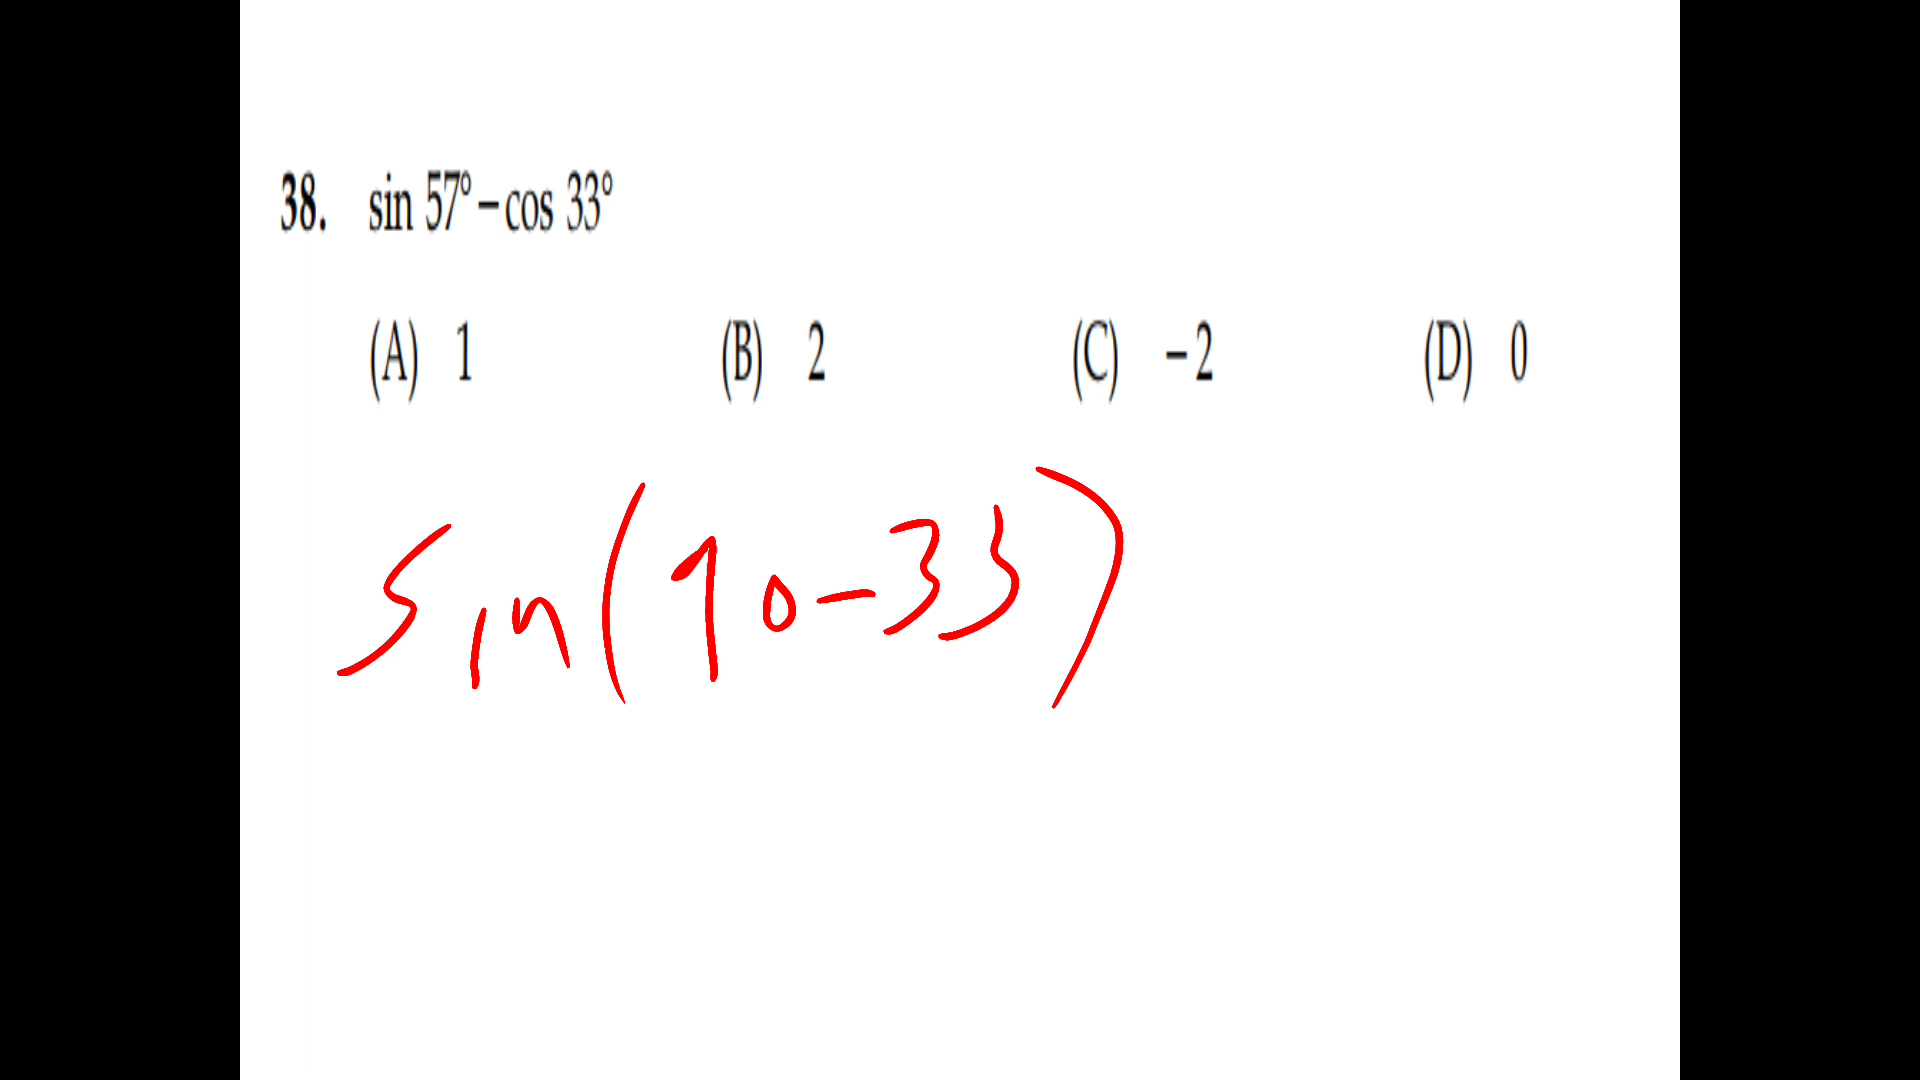 38. sin 57° – cos 33°
(A) 1 (B) 2 (C) – 2 (D) 0
sin(90-33)